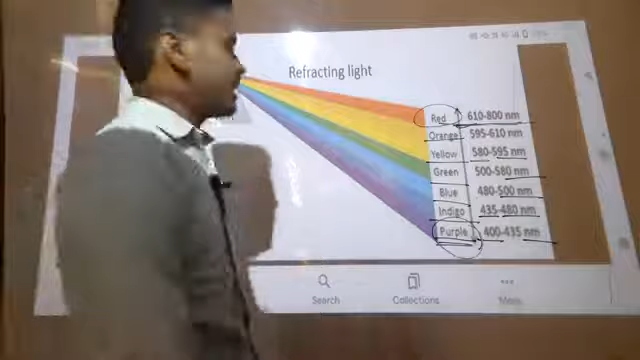 Refracting light
Red 610-800 nm
Orange 595-610 nm
Yellow 580-595 nm
Green 500-580 nm
Blue 480-500 nm
Indigo 435-480 nm
Purple 400-435 nm
Search Collections More